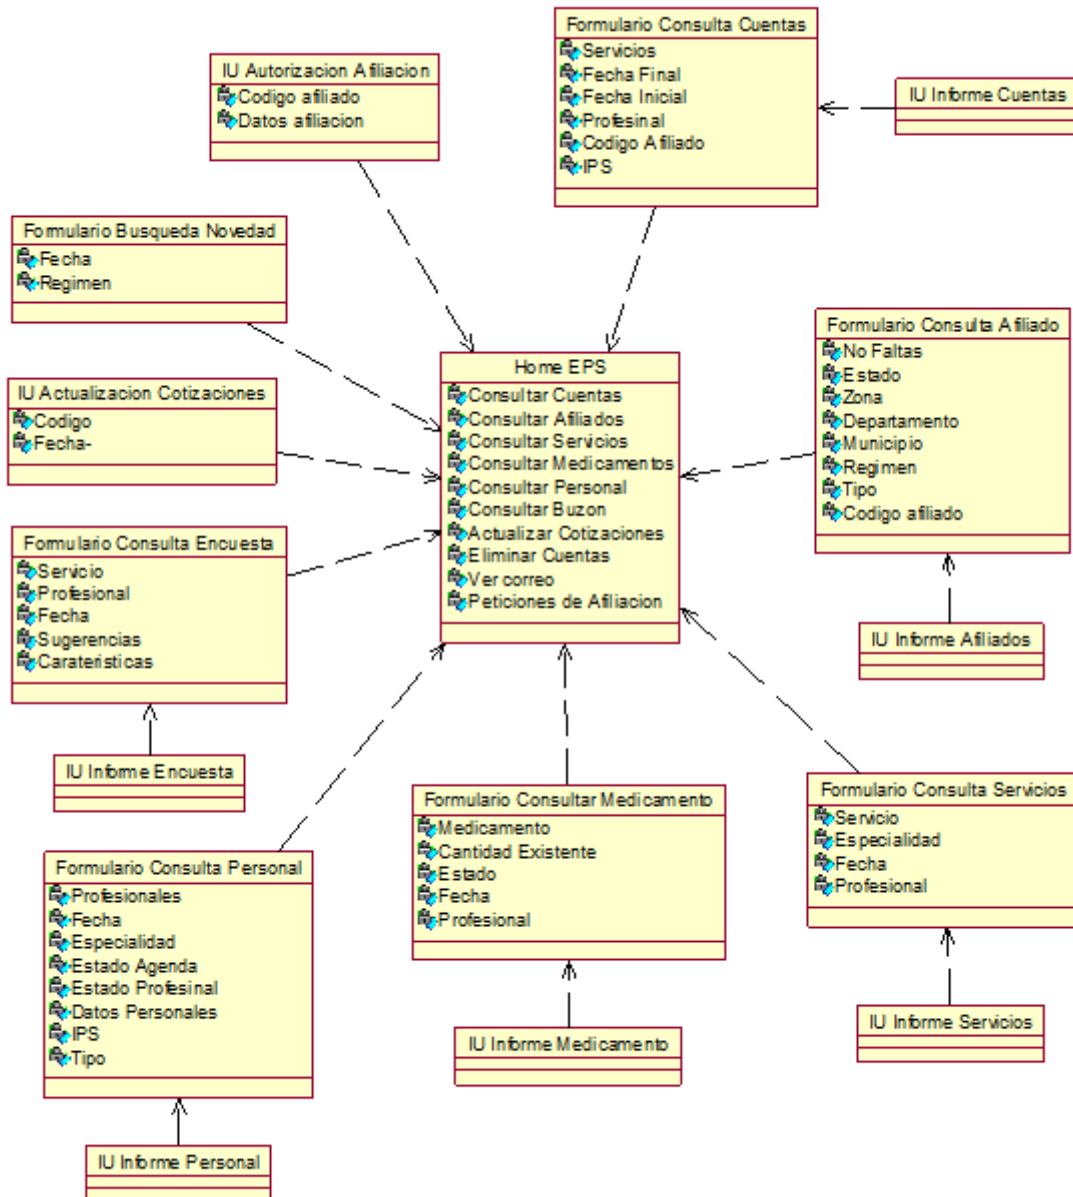 Formulario Consulta Cuentas
Servicios
Fecha Final
Fecha Inicial
Profesinal
Codigo Afiliado
IPS
IU Autorizacion Afiliacion
Codigo afiliado
Datos afiliacion
IU Informe Cuentas
Formulario Busqueda Novedad
Fecha
Regimen
Formulario Consulta Afiliado
No Faltas
Estado
Zona
Departamento
Municipio
Regimen
Tipo
Codigo afiliado
Home EPS
Consultar Cuentas
Consultar Afiliados
Consultar Servicios
Consultar Medicamentos
Consultar Personal
Consultar Buzon
Actualizar Cotizaciones
Eliminar Cuentas
Ver correo
Peticiones de Afiliacion
IU Actualizacion Cotizaciones
Codigo
Fecha-
Formulario Consulta Encuesta
Servicio
Profesional
Fecha
Sugerencias
Carateristicas
IU Informe Afiliados
IU Informe Encuesta
Formulario Consultar Medicamento
Medicamento
Cantidad Existente
Estado
Fecha
Profesional
Formulario Consulta Servicios
Servicio
Especialidad
Fecha
Profesional
Formulario Consulta Personal
Profesionales
Fecha
Especialidad
Estado Agenda
Estado Profesinal
Datos Personales
IPS
Tipo
IU Informe Servicios
IU Informe Medicamento
IU Informe Personal